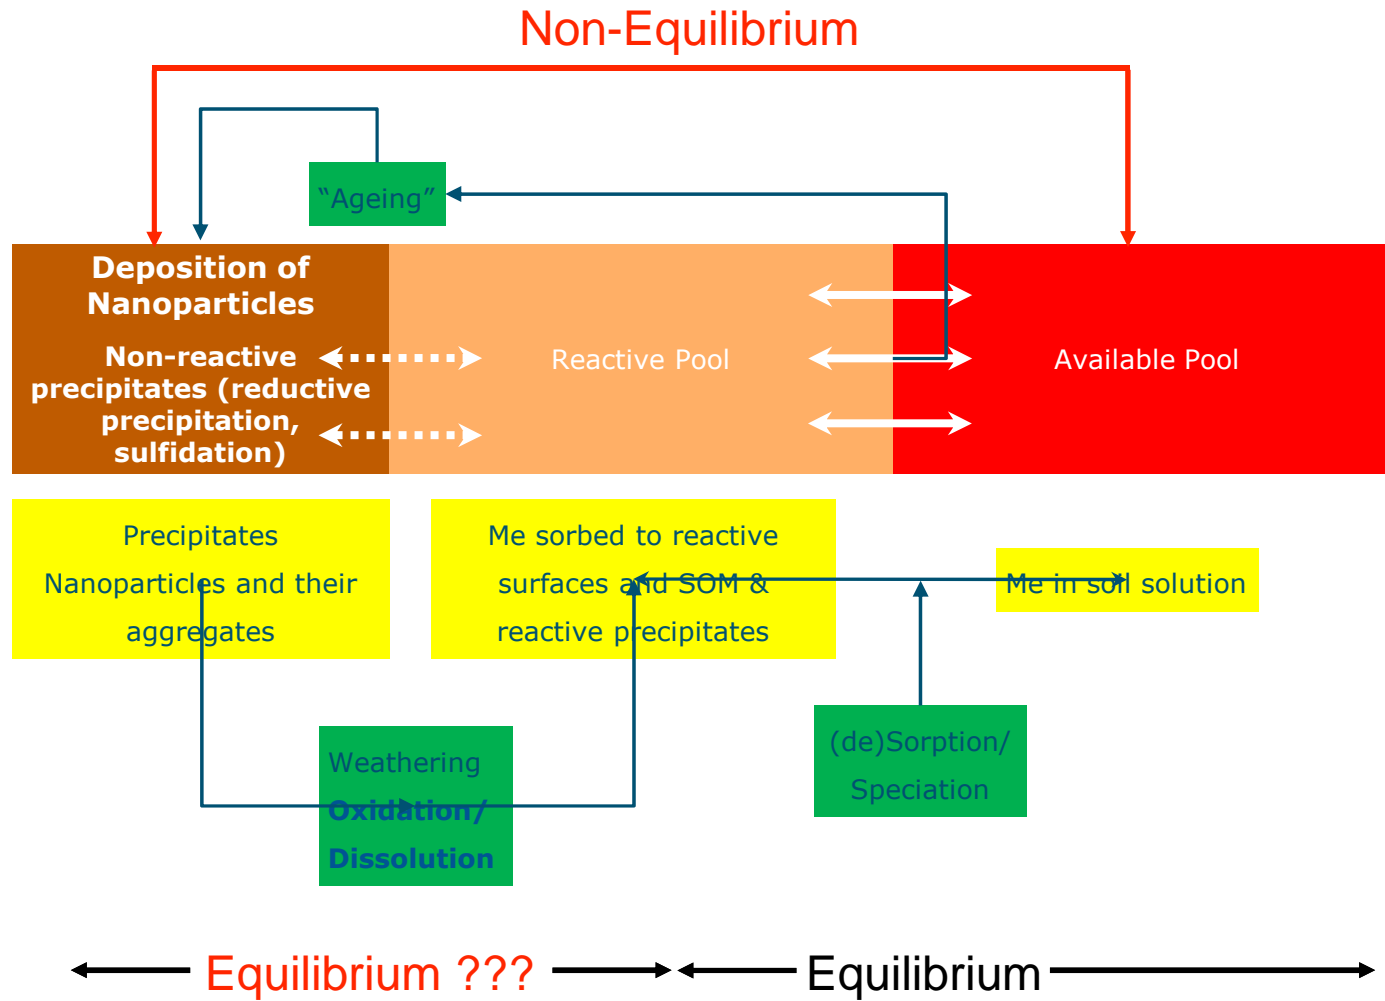 Non-Equilibrium
“Ageing”
Deposition of
Nanoparticles
Non-reactive
precipitates (reductive
precipitation,
sulfidation)
Reactive Pool
Available Pool
Precipitates
Nanoparticles and their
aggregates
Me sorbed to reactive
surfaces and SOM &
reactive precipitates
Me in soil solution
Weathering
Oxidation/
Dissolution
(de)Sorption/
Speciation
Equilibrium ???
Equilibrium